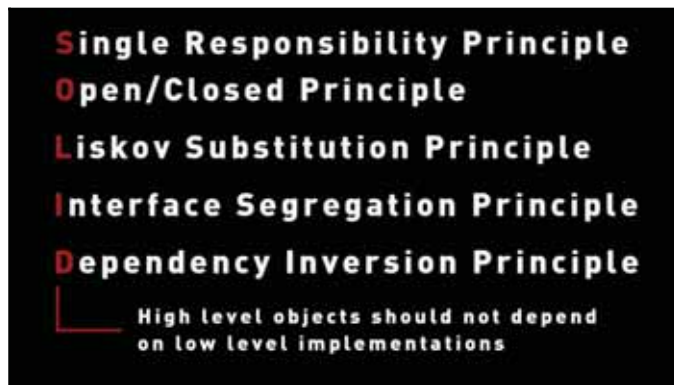 Single Responsibility Principle
Open/Closed Principle
Liskov Substitution Principle
Interface Segregation Principle
Dependency Inversion Principle
High level objects should not depend
on low level implementations